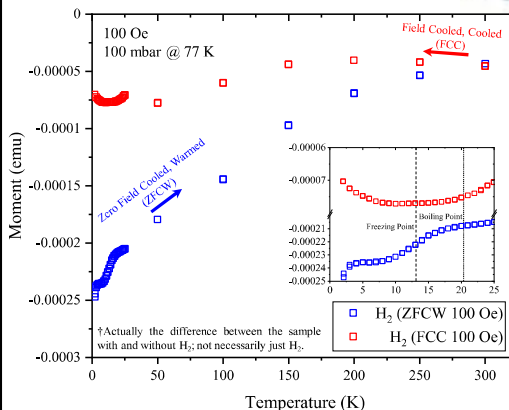 100 Oe
100 mbar @ 77 K
Field Cooled, Cooled
(FCC)
Zero Field Cooled, Warmed
(ZFCW)
Moment (emu)
0
-0.00005
-0.0001
-0.00015
-0.0002
-0.00025
-0.0003
0
50
100
150
200
250
300
Temperature (K)
-0.00006
-0.00007
-0.00021
-0.00022
-0.00023
-0.00024
-0.00025
0
5
10
15
20
25
Freezing Point
Boiling Point
H₂ (ZFCW 100 Oe)
H₂ (FCC 100 Oe)
†Actually the difference between the sample
with and without H₂; not necessarily just H₂.